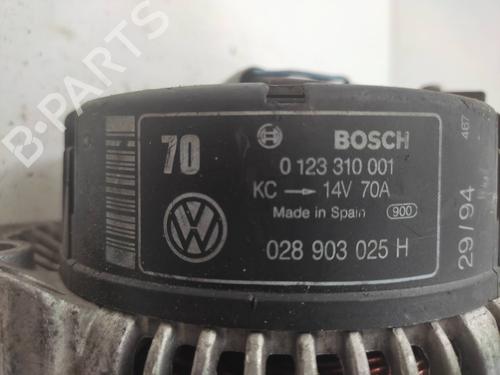 B-PARTS
70
BOSCH
0 123 310 001
KC → 14V 70A
Made in Spain 900
VW
028 903 025 H
29/94
467